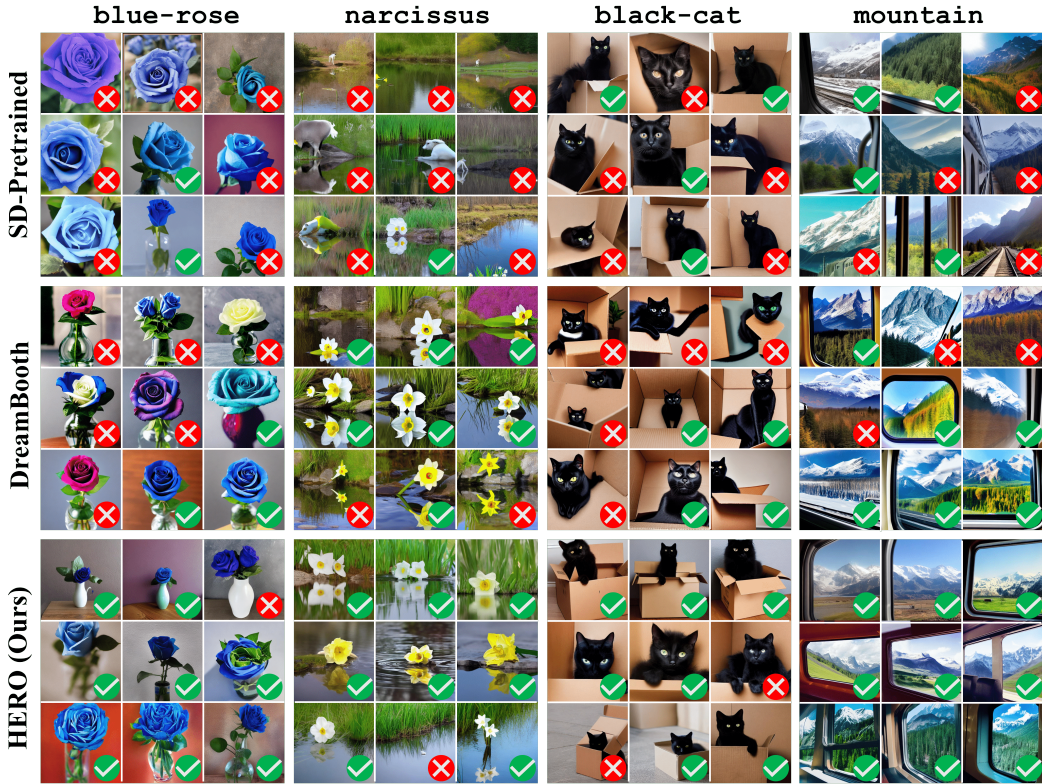 blue-rose narcissus black-cat mountain
SD-Pretrained
DreamBooth
HERO (Ours)